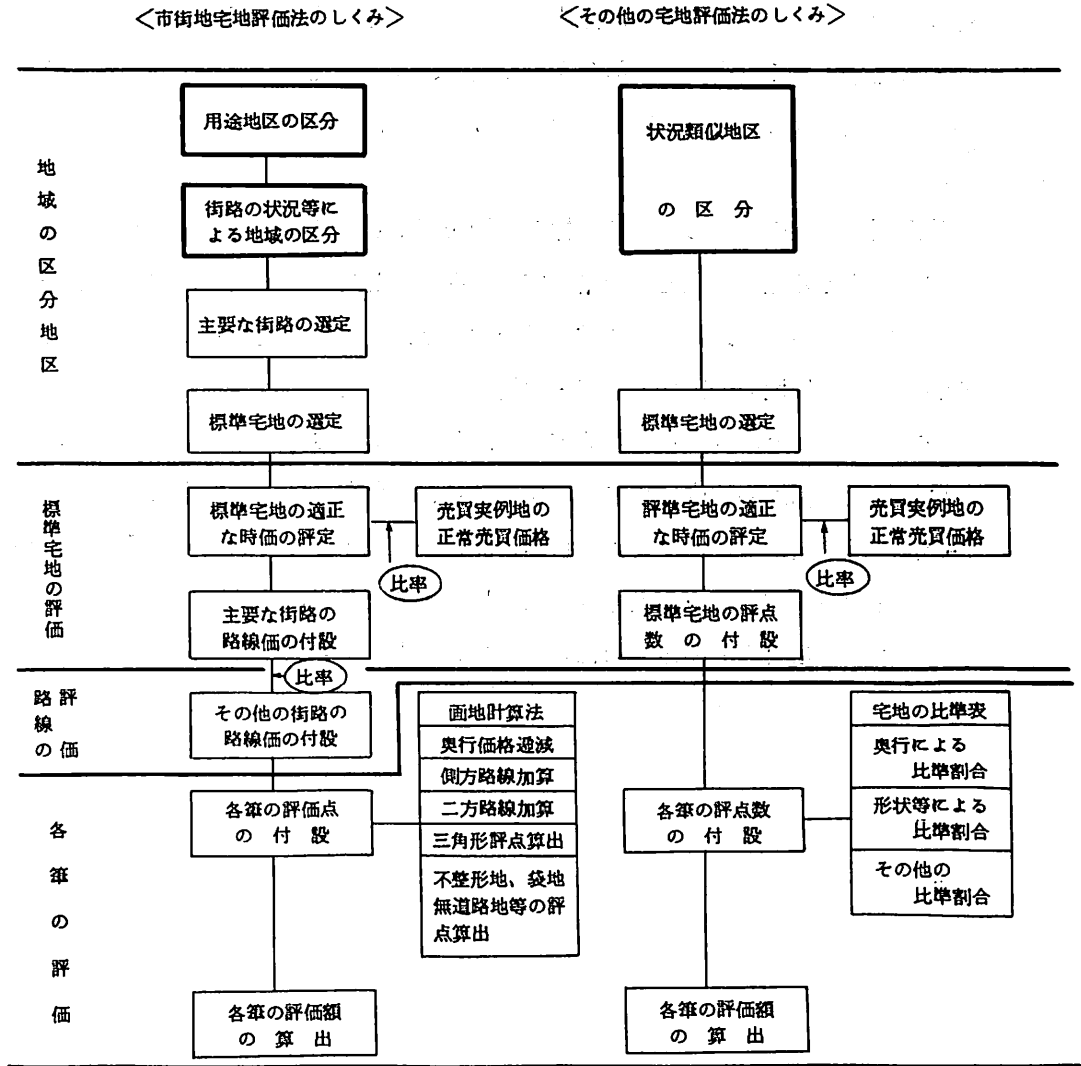 ＜市街地宅地評価法のしくみ＞
＜その他の宅地評価法のしくみ＞
地域の区分地区
用途地区の区分
街路の状況等に
よる地域の区分
主要な街路の選定
標準宅地の選定
状況類似地区
の区分
標準宅地の選定
標準宅地の評価
標準宅地の適正
な時価の評定
売買実例地の
正常売買価格
比率
主要な街路の
路線価の付設
評準宅地の適正
な時価の評定
売買実例地の
正常売買価格
比率
標準宅地の評点
数の付設
路線の
評価
比率
その他の街路の
路線価の付設
各筆の評価
各筆の評価点
の付設
画地計算法
奥行価格逓減
側方路線加算
二方路線加算
三角形評点算出
不整形地、袋地
無道路地等の評
点算出
各筆の評価額
の算出
各筆の評点数
の付設
宅地の比準表
奥行による
比準割合
形状等による
比準割合
その他の
比準割合
各筆の評価額
の算出